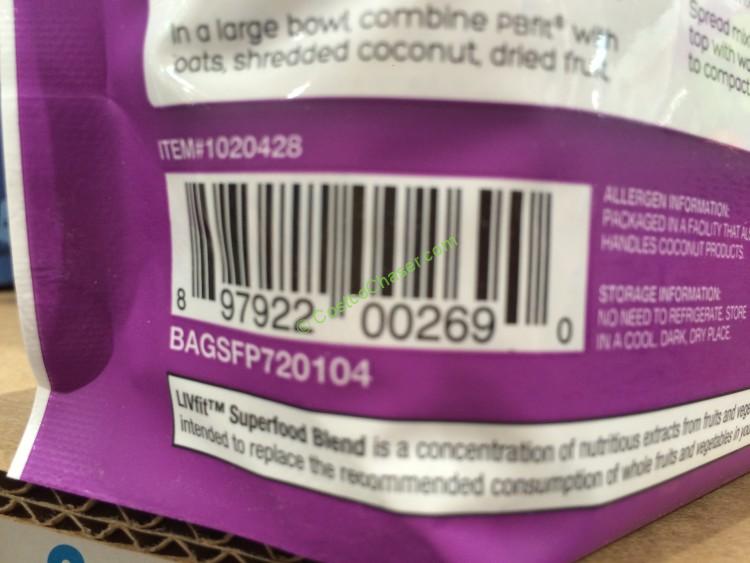 In a large bowl, combine PBfit® with
oats, shredded coconut, dried fruit,
Spread mix
top with wa
to compact
ITEM#1020428
ALLERGEN INFORMATION:
PACKAGED IN A FACILITY THAT ALS
HANDLES COCONUT PRODUCTS.
8 97922 00269 0
© CostcoChaser.com
STORAGE INFORMATION:
NO NEED TO REFRIGERATE. STORE
IN A COOL, DARK, DRY PLACE.
BAGSFP720104
LIVfit™ Superfood Blend is a concentration of nutritious extracts from fruits and vege
intended to replace the recommended consumption of whole fruits and vegetables in you